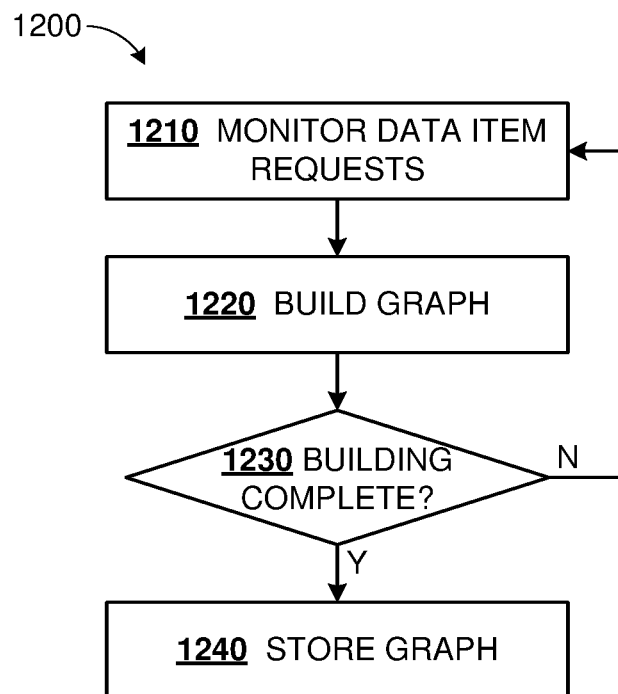 1200
1210 MONITOR DATA ITEM
REQUESTS
1220 BUILD GRAPH
1230 BUILDING
COMPLETE?
N
Y
1240 STORE GRAPH